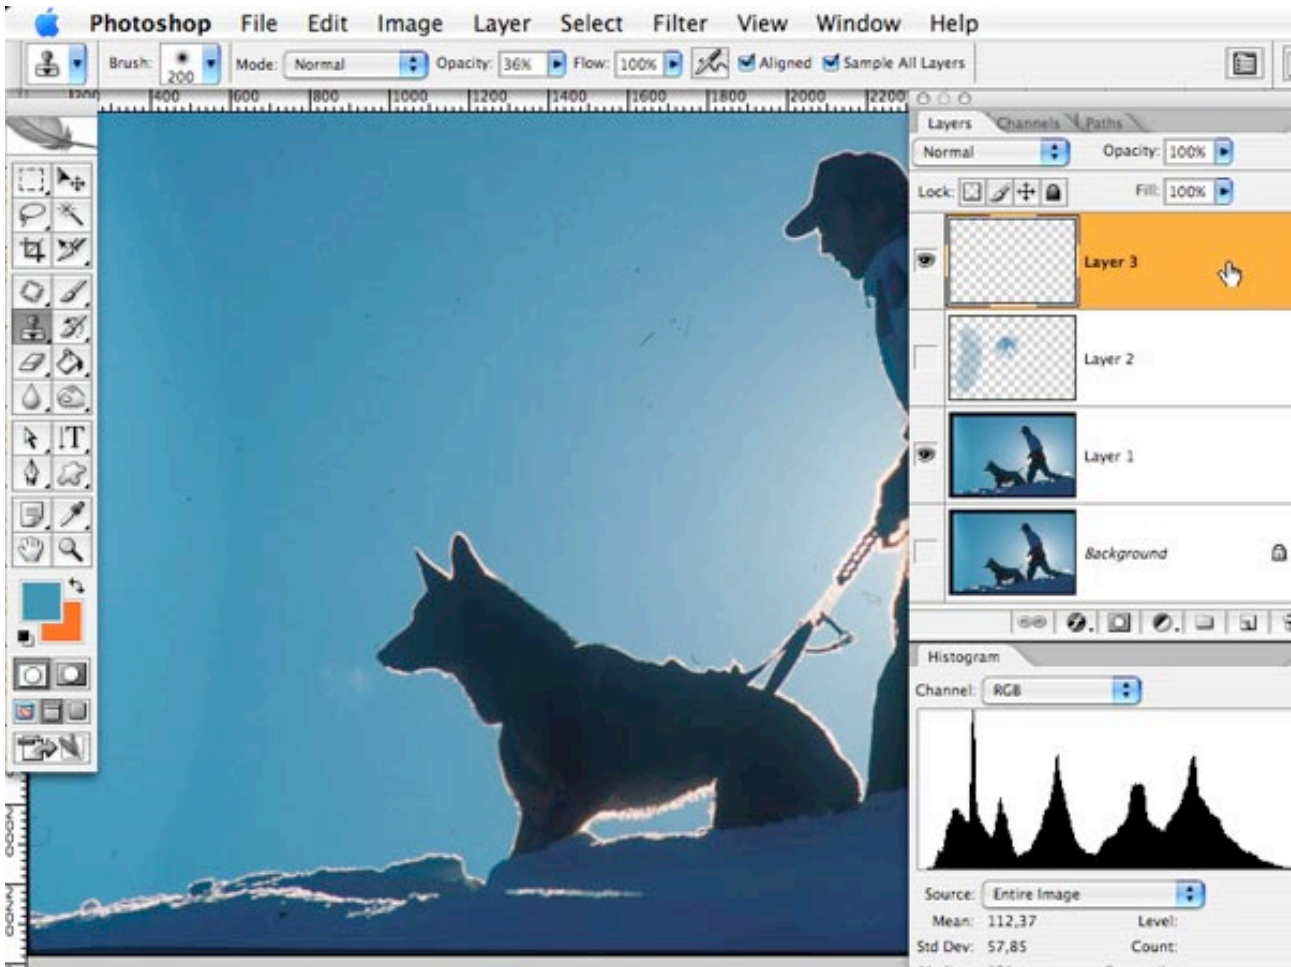 Photoshop File Edit Image Layer Select Filter View Window Help
Brush: 200 Mode: Normal Opacity: 36% Flow: 100% Aligned Sample All Layers
400 600 800 1000 1200 1400 1600 1800 2000 2200
Layers Channels Paths
Normal Opacity: 100%
Lock: Fill: 100%
Layer 3
Layer 2
Layer 1
Background
T
Histogram
Channel: RGB
Source: Entire Image
Mean: 112,37 Level:
Std Dev: 57,85 Count: